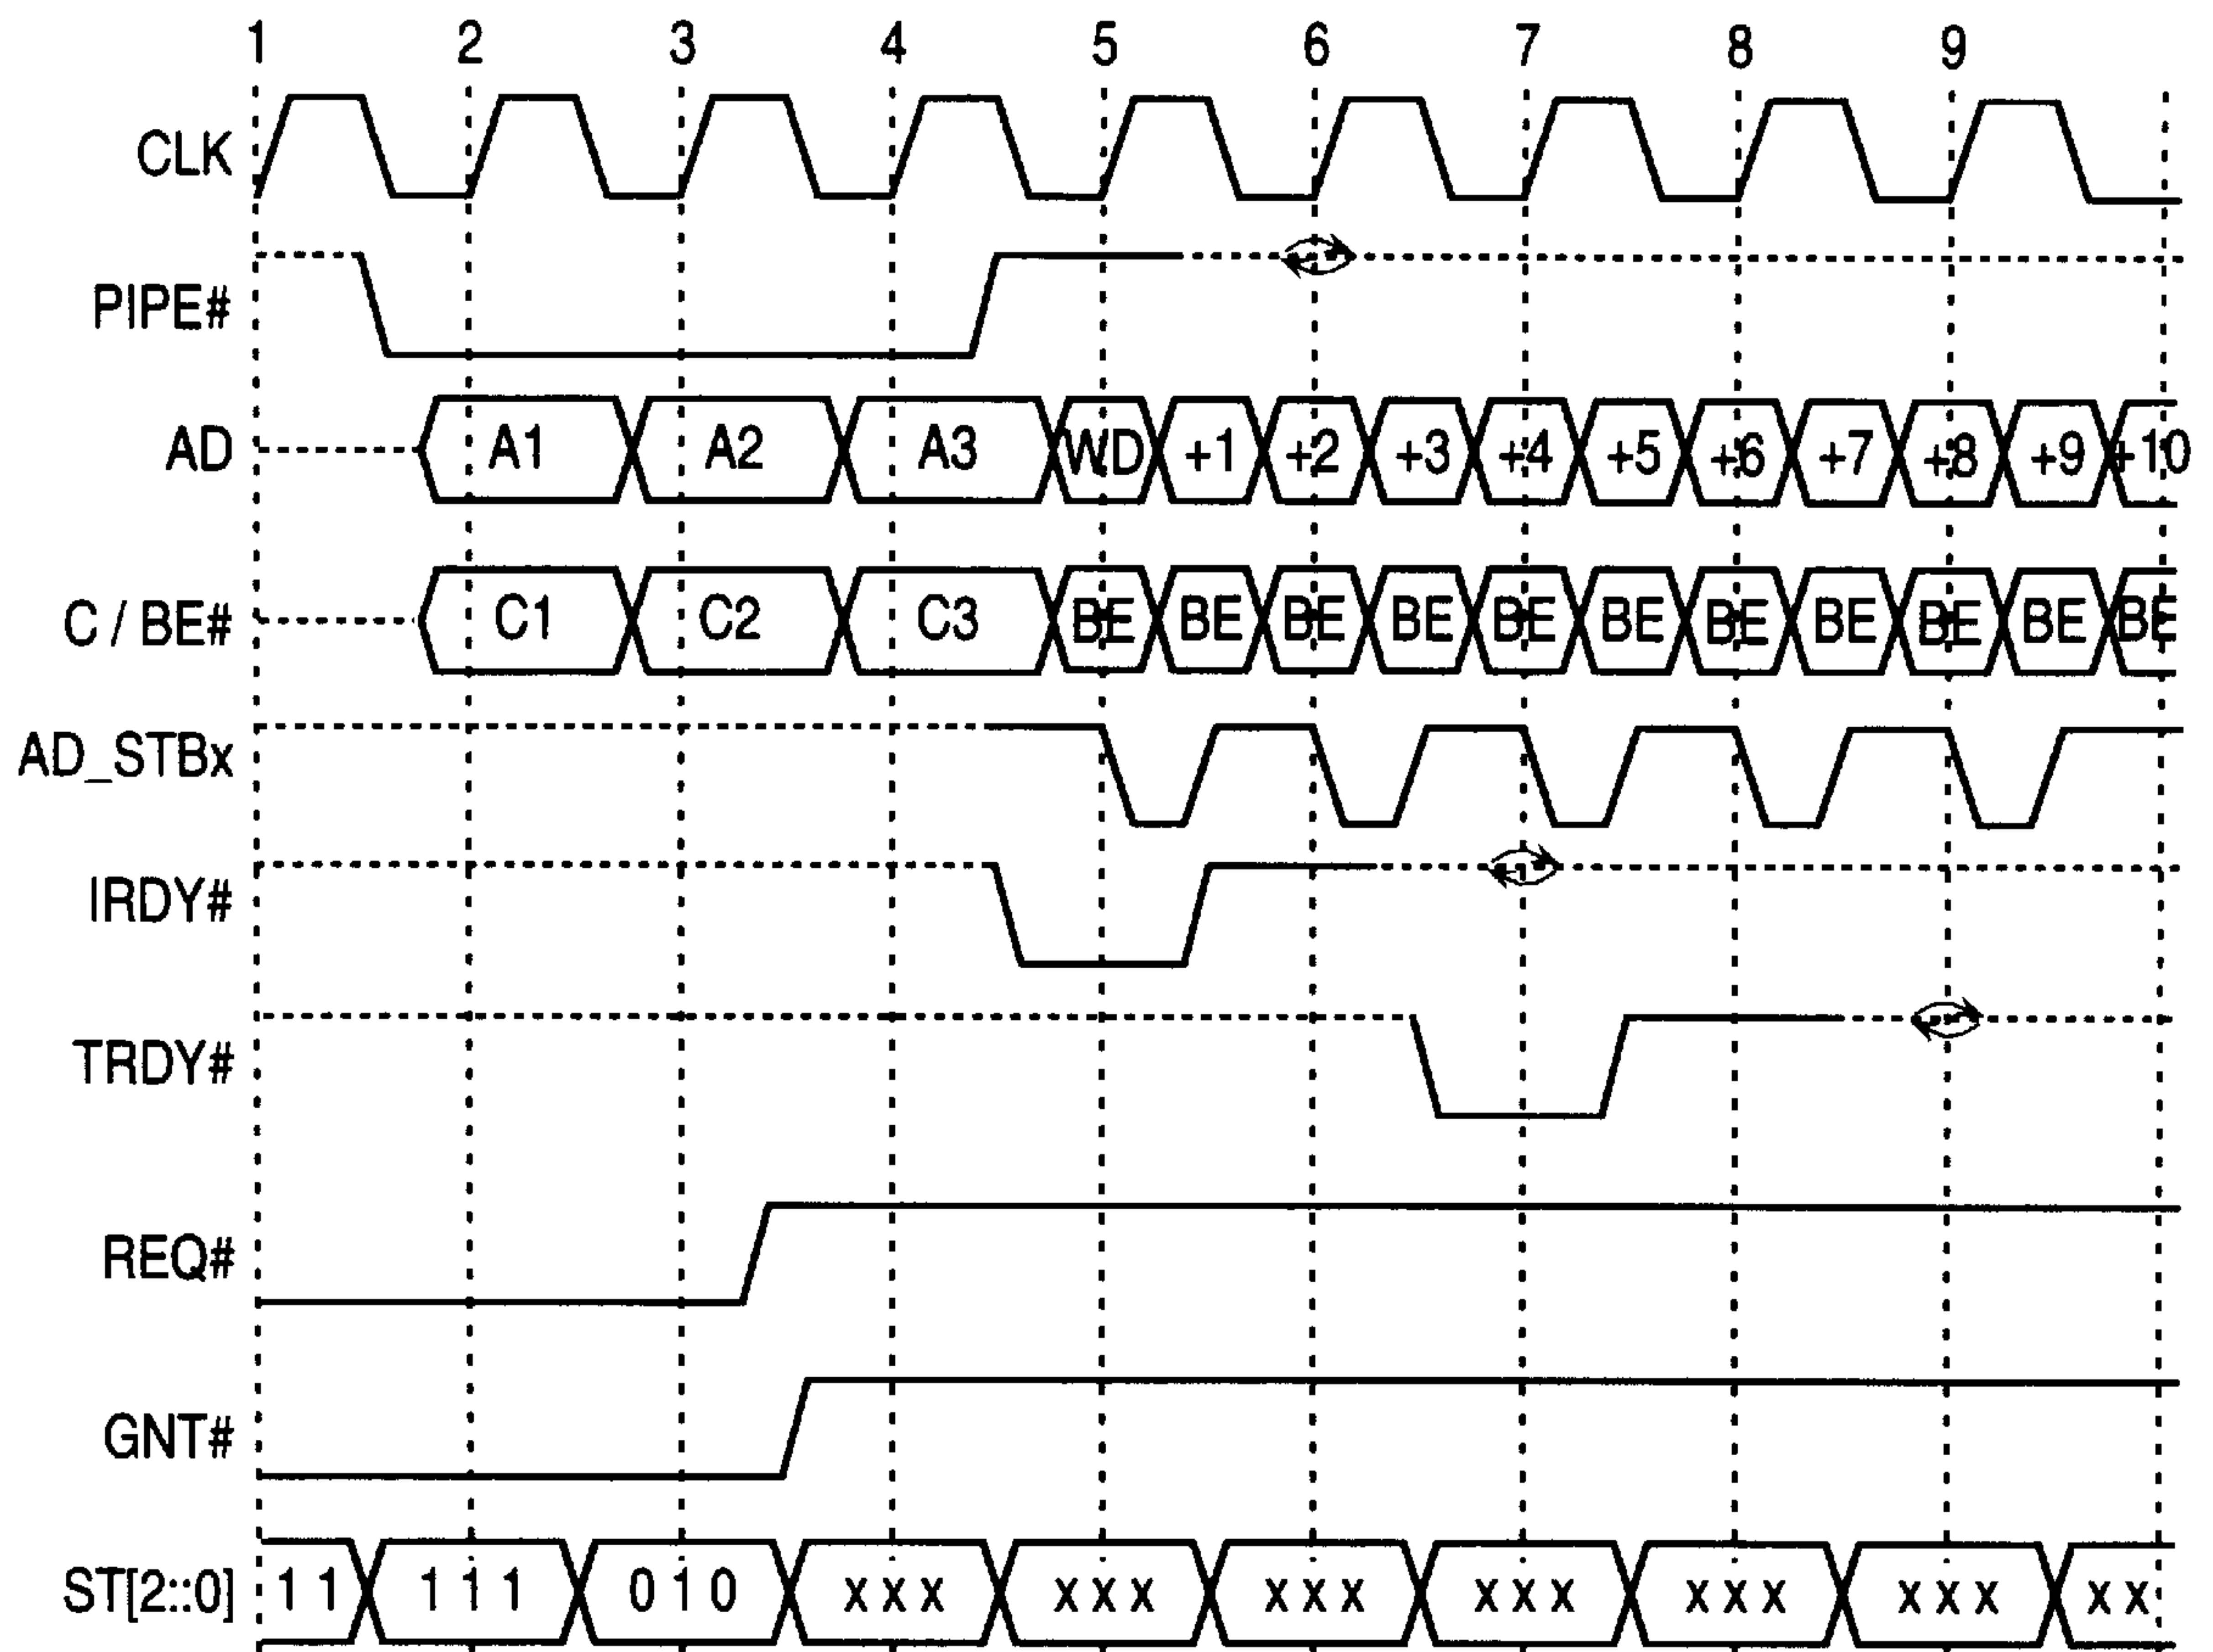 1 2 3 4 5 6 7 8 9
CLK
PIPE#
AD A1 A2 A3 WD +1 +2 +3 +4 +5 +6 +7 +8 +9 +10
C / BE# C1 C2 C3 BE BE BE BE BE BE BE BE BE BE BE
AD_STBx
IRDY#
TRDY#
REQ#
GNT#
ST[2::0] 1 1 1 1 1 0 1 0 x x x x x x x x x x x x x x x x x x x x